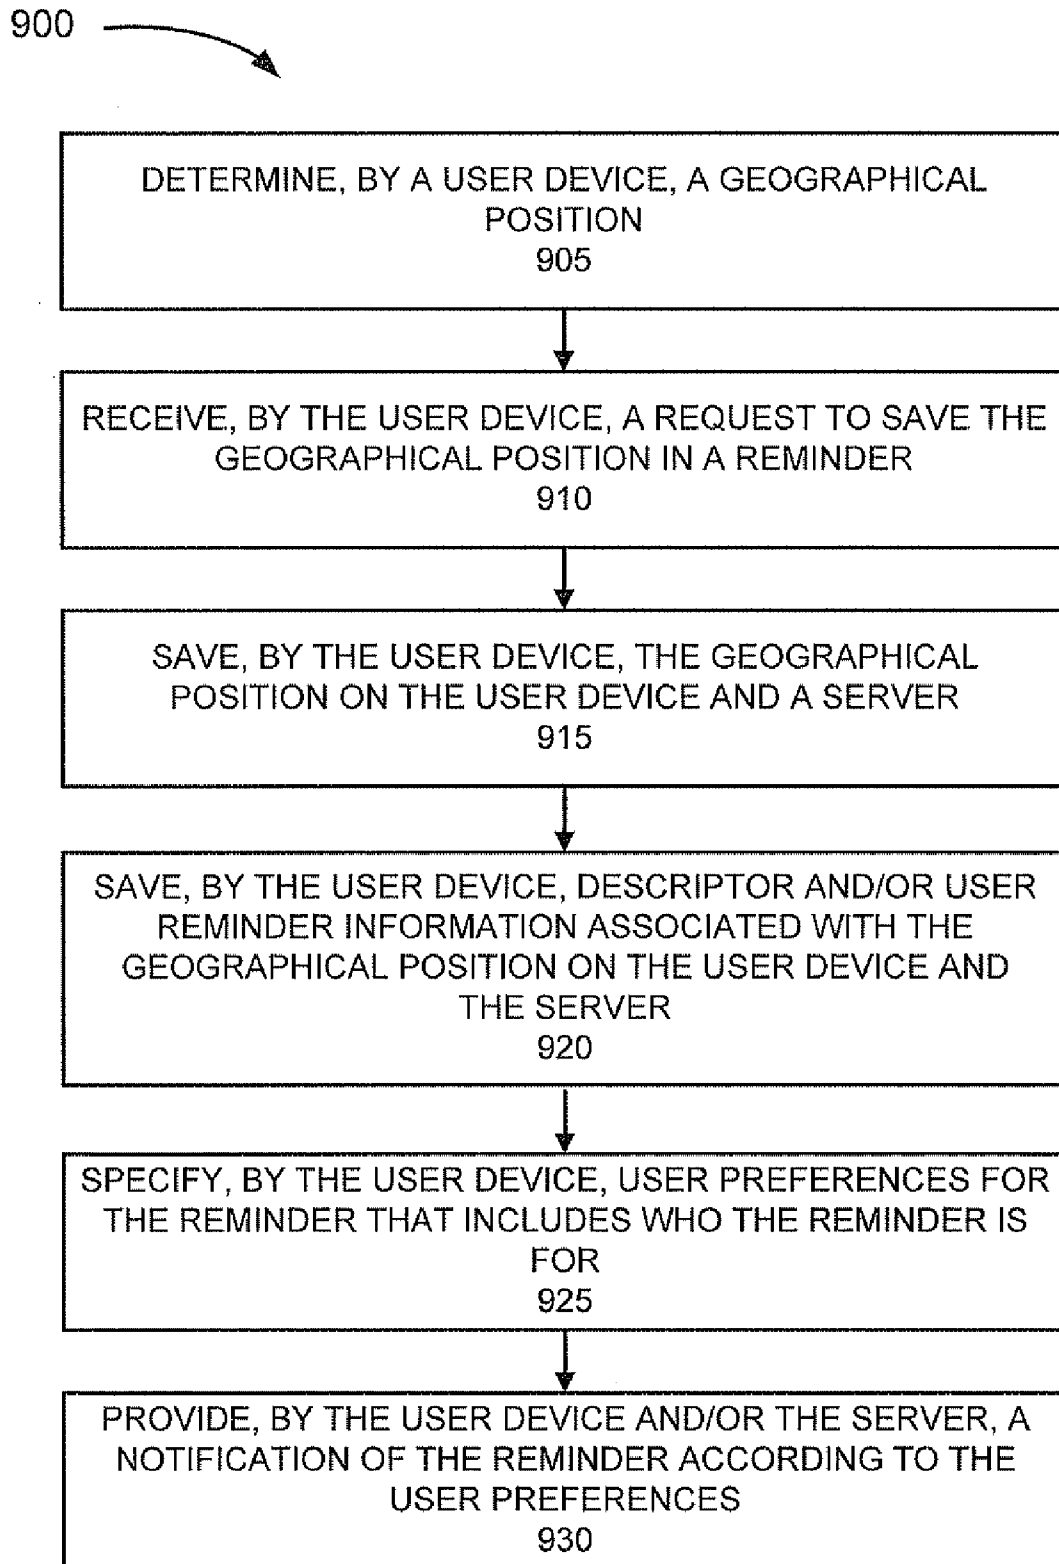 900
DETERMINE, BY A USER DEVICE, A GEOGRAPHICAL
POSITION
905
RECEIVE, BY THE USER DEVICE, A REQUEST TO SAVE THE
GEOGRAPHICAL POSITION IN A REMINDER
910
SAVE, BY THE USER DEVICE, THE GEOGRAPHICAL
POSITION ON THE USER DEVICE AND A SERVER
915
SAVE, BY THE USER DEVICE, DESCRIPTOR AND/OR USER
REMINDER INFORMATION ASSOCIATED WITH THE
GEOGRAPHICAL POSITION ON THE USER DEVICE AND
THE SERVER
920
SPECIFY, BY THE USER DEVICE, USER PREFERENCES FOR
THE REMINDER THAT INCLUDES WHO THE REMINDER IS
FOR
925
PROVIDE, BY THE USER DEVICE AND/OR THE SERVER, A
NOTIFICATION OF THE REMINDER ACCORDING TO THE
USER PREFERENCES
930